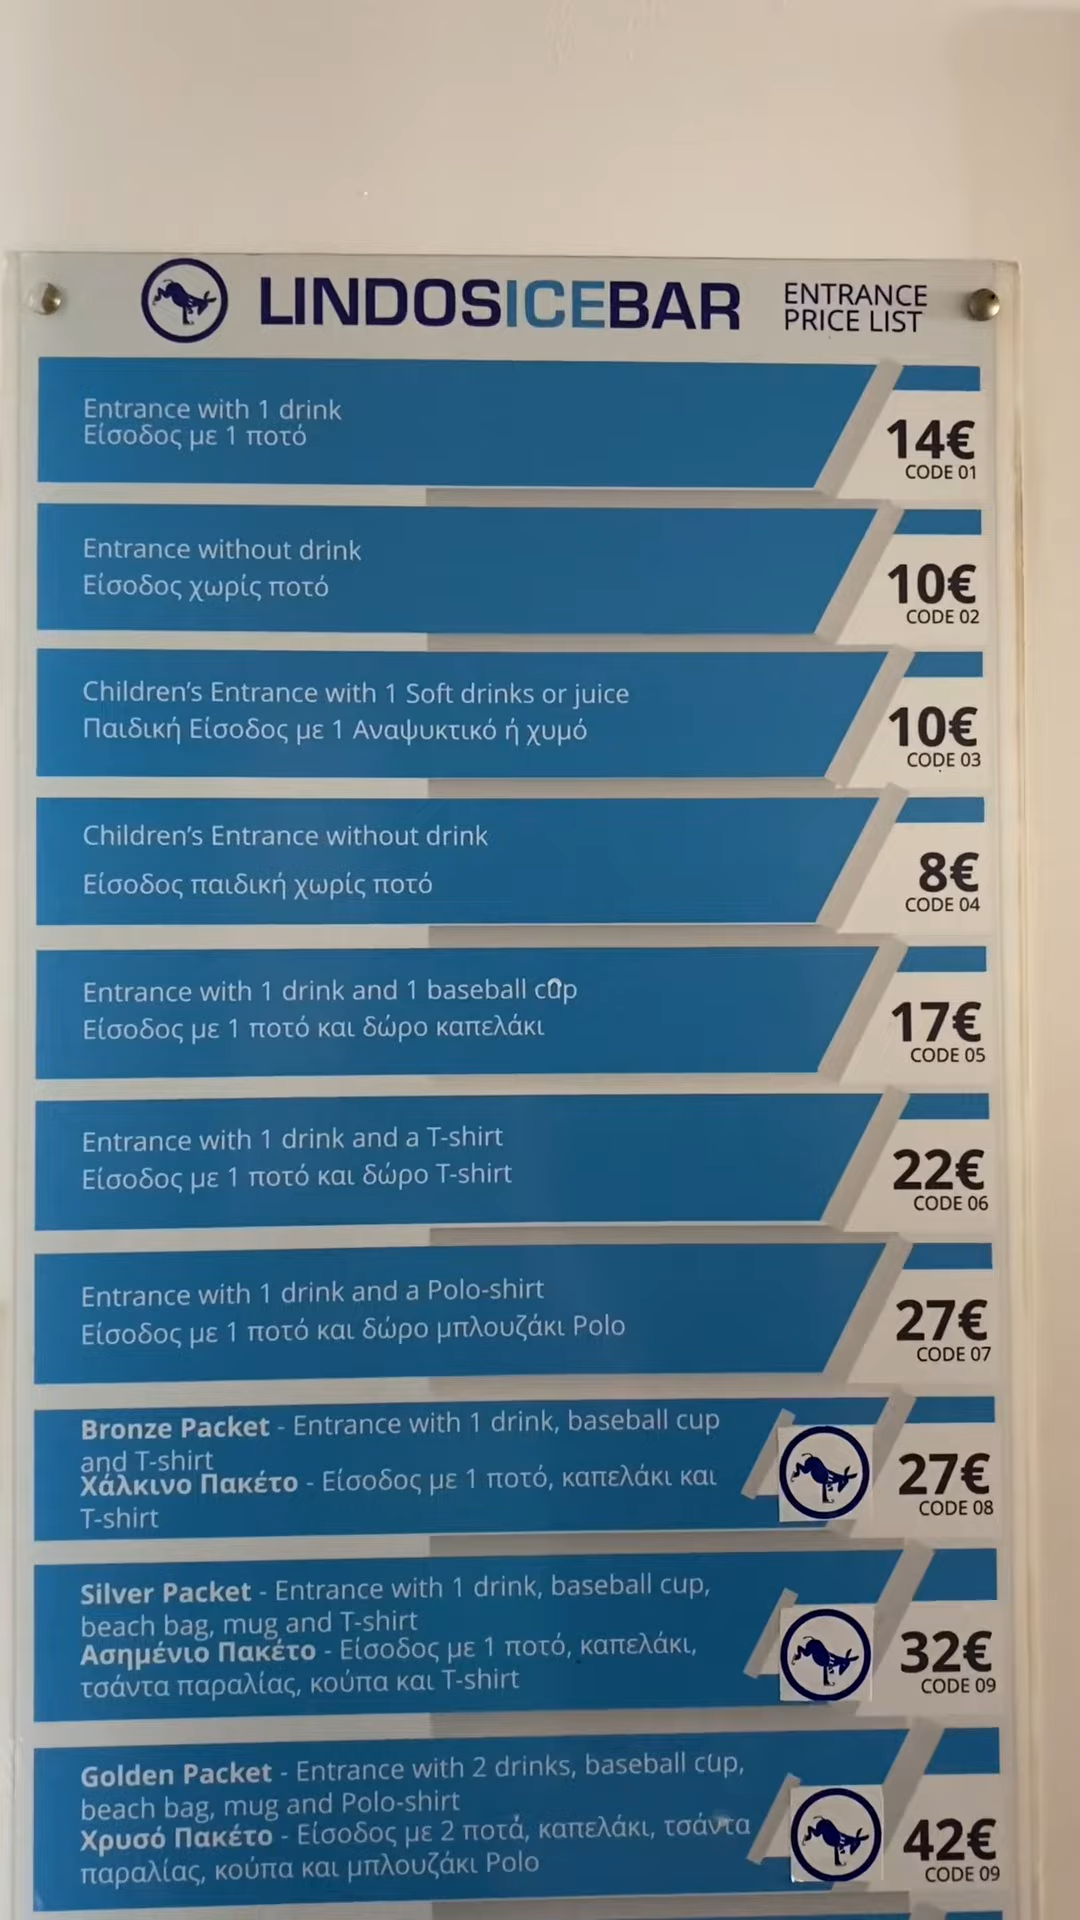 LINDOSICEBAR
ENTRANCE
PRICE LIST
Entrance with 1 drink
Είσοδος με 1 ποτό
14€
CODE 01
Entrance without drink
Είσοδος χωρίς ποτό
10€
CODE 02
Children's Entrance with 1 Soft drinks or juice
Παιδική Είσοδος με 1 Αναψυκτικό ή χυμό
10€
CODE 03
Children's Entrance without drink
Είσοδος παιδική χωρίς ποτό
8€
CODE 04
Entrance with 1 drink and 1 baseball cap
Είσοδος με 1 ποτό και δώρο καπελάκι
17€
CODE 05
Entrance with 1 drink and a T-shirt
Είσοδος με 1 ποτό και δώρο T-shirt
22€
CODE 06
Entrance with 1 drink and a Polo-shirt
Είσοδος με 1 ποτό και δώρο μπλουζάκι Polo
27€
CODE 07
Bronze Packet - Entrance with 1 drink, baseball cup
and T-shirt
Χάλκινο Πακέτο - Είσοδος με 1 ποτό, καπελάκι και
T-shirt
27€
CODE 08
Silver Packet - Entrance with 1 drink, baseball cup,
beach bag, mug and T-shirt
Ασημένιο Πακέτο - Είσοδος με 1 ποτό, καπελάκι,
τσάντα παραλίας, κούπα και T-shirt
32€
CODE 09
Golden Packet - Entrance with 2 drinks, baseball cup,
beach bag, mug and Polo-shirt
Χρυσό Πακέτο - Είσοδος με 2 ποτά, καπελάκι, τσάντα
παραλίας, κούπα και μπλουζάκι Polo
42€
CODE 09